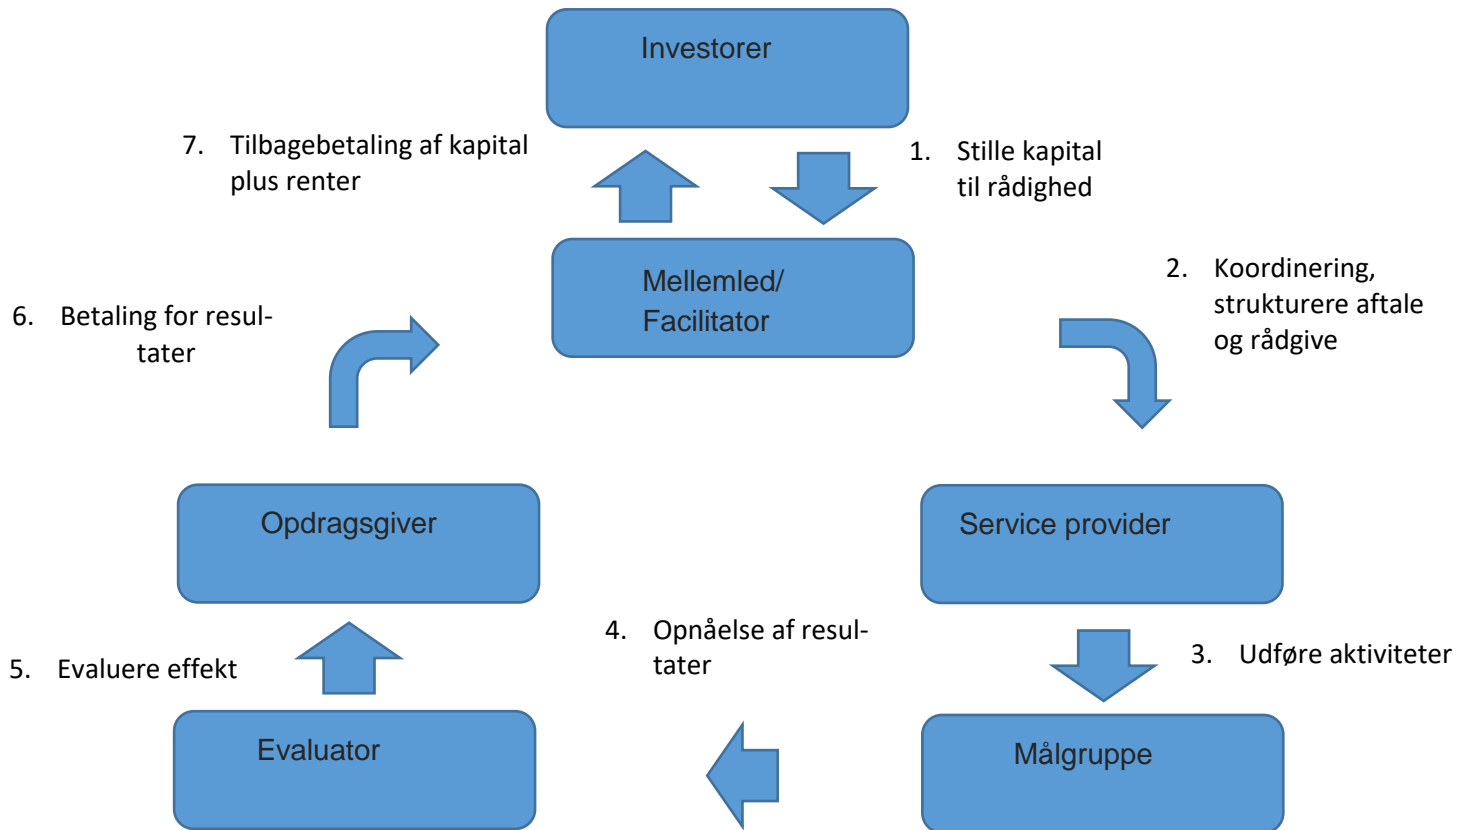 Investorer
7. Tilbagebetaling af kapital
plus renter
1. Stille kapital
til rådighed
Mellemled/
Facilitator
2. Koordinering,
strukturere aftale
og rådgive
6. Betaling for resul-
tater
Opdragsgiver
Service provider
4. Opnåelse af resul-
tater
3. Udføre aktiviteter
5. Evaluere effekt
Evaluator
Målgruppe